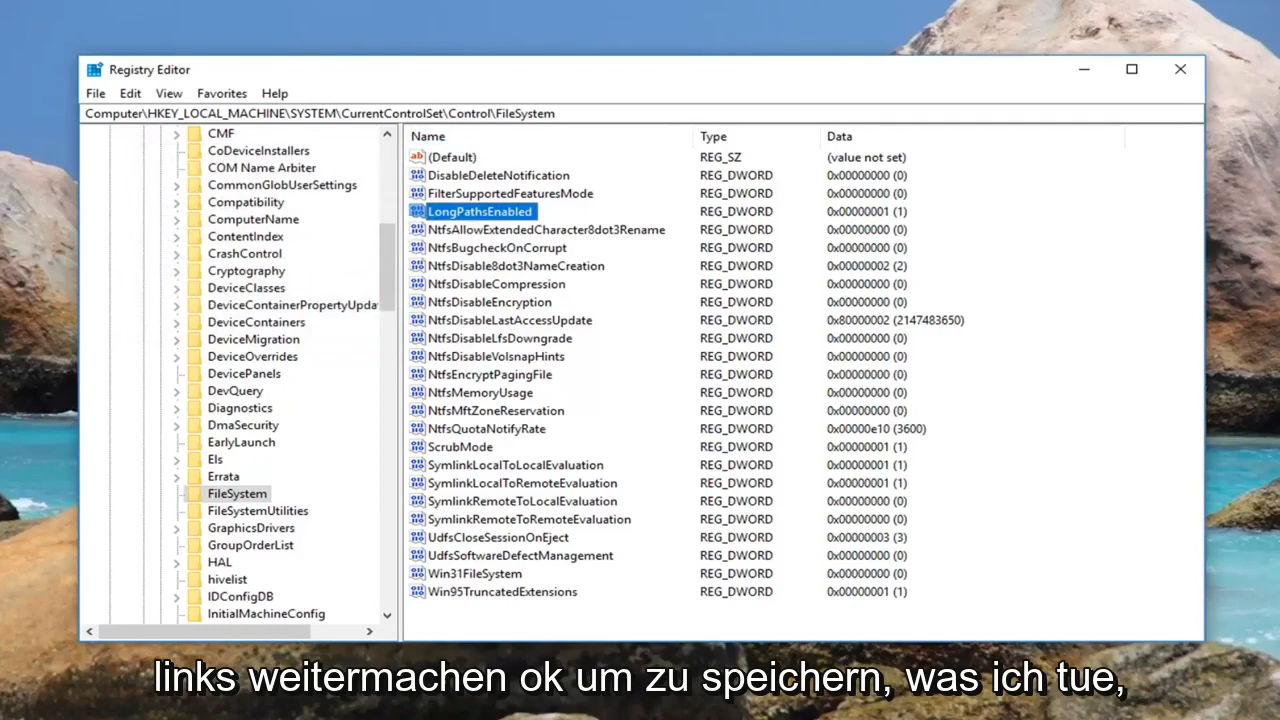 Registry Editor
File Edit View Favorites Help
Computer\HKEY_LOCAL_MACHINE\SYSTEM\CurrentControlSet\Control\FileSystem
CMF
CoDeviceInstallers
COM Name Arbiter
CommonGlobUserSettings
Compatibility
ComputerName
ContentIndex
CrashControl
Cryptography
DeviceClasses
DeviceContainerPropertyUpda
DeviceContainers
DeviceMigration
DeviceOverrides
DevicePanels
DevQuery
Diagnostics
DmaSecurity
EarlyLaunch
Els
Errata
FileSystem
FileSystemUtilities
GraphicsDrivers
GroupOrderList
HAL
hivelist
IDConfigDB
InitialMachineConfig
Name Type Data
(Default) REG_SZ (value not set)
DisableDeleteNotification REG_DWORD 0x00000000 (0)
FilterSupportedFeaturesMode REG_DWORD 0x00000000 (0)
LongPathsEnabled REG_DWORD 0x00000001 (1)
NtfsAllowExtendedCharacter8dot3Rename REG_DWORD 0x00000000 (0)
NtfsBugcheckOnCorrupt REG_DWORD 0x00000000 (0)
NtfsDisable8dot3NameCreation REG_DWORD 0x00000002 (2)
NtfsDisableCompression REG_DWORD 0x00000000 (0)
NtfsDisableEncryption REG_DWORD 0x00000000 (0)
NtfsDisableLastAccessUpdate REG_DWORD 0x80000002 (2147483650)
NtfsDisableLfsDowngrade REG_DWORD 0x00000000 (0)
NtfsDisableVolsnapHints REG_DWORD 0x00000000 (0)
NtfsEncryptPagingFile REG_DWORD 0x00000000 (0)
NtfsMemoryUsage REG_DWORD 0x00000000 (0)
NtfsMftZoneReservation REG_DWORD 0x00000000 (0)
NtfsQuotaNotifyRate REG_DWORD 0x00000e10 (3600)
ScrubMode REG_DWORD 0x00000001 (1)
SymlinkLocalToLocalEvaluation REG_DWORD 0x00000001 (1)
SymlinkLocalToRemoteEvaluation REG_DWORD 0x00000001 (1)
SymlinkRemoteToLocalEvaluation REG_DWORD 0x00000000 (0)
SymlinkRemoteToRemoteEvaluation REG_DWORD 0x00000000 (0)
UdfsCloseSessionOnEject REG_DWORD 0x00000003 (3)
UdfsSoftwareDefectManagement REG_DWORD 0x00000000 (0)
Win31FileSystem REG_DWORD 0x00000000 (0)
Win95TruncatedExtensions REG_DWORD 0x00000001 (1)
links weitermachen ok um zu speichern, was ich tue,